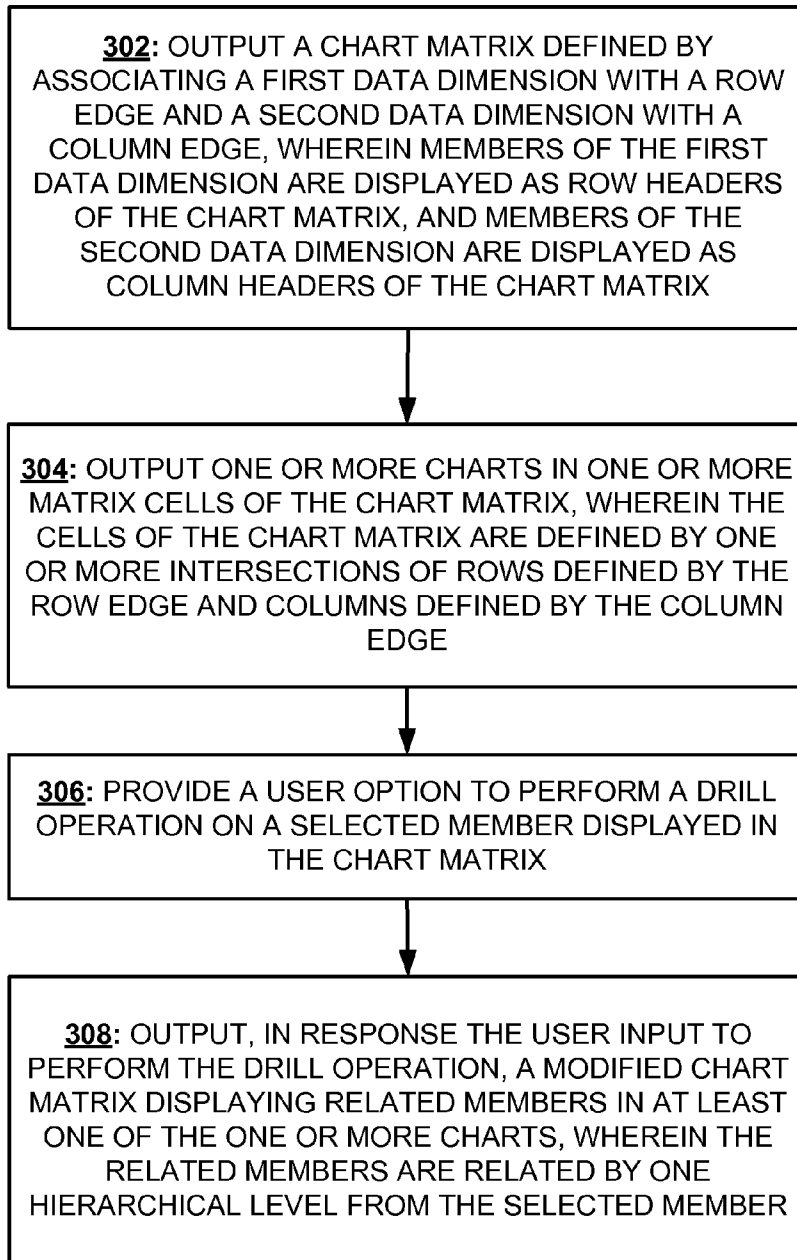 302: OUTPUT A CHART MATRIX DEFINED BY
ASSOCIATING A FIRST DATA DIMENSION WITH A ROW
EDGE AND A SECOND DATA DIMENSION WITH A
COLUMN EDGE, WHEREIN MEMBERS OF THE FIRST
DATA DIMENSION ARE DISPLAYED AS ROW HEADERS
OF THE CHART MATRIX, AND MEMBERS OF THE
SECOND DATA DIMENSION ARE DISPLAYED AS
COLUMN HEADERS OF THE CHART MATRIX
304: OUTPUT ONE OR MORE CHARTS IN ONE OR MORE
MATRIX CELLS OF THE CHART MATRIX, WHEREIN THE
CELLS OF THE CHART MATRIX ARE DEFINED BY ONE
OR MORE INTERSECTIONS OF ROWS DEFINED BY THE
ROW EDGE AND COLUMNS DEFINED BY THE COLUMN
EDGE
306: PROVIDE A USER OPTION TO PERFORM A DRILL
OPERATION ON A SELECTED MEMBER DISPLAYED IN
THE CHART MATRIX
308: OUTPUT, IN RESPONSE THE USER INPUT TO
PERFORM THE DRILL OPERATION, A MODIFIED CHART
MATRIX DISPLAYING RELATED MEMBERS IN AT LEAST
ONE OF THE ONE OR MORE CHARTS, WHEREIN THE
RELATED MEMBERS ARE RELATED BY ONE
HIERARCHICAL LEVEL FROM THE SELECTED MEMBER